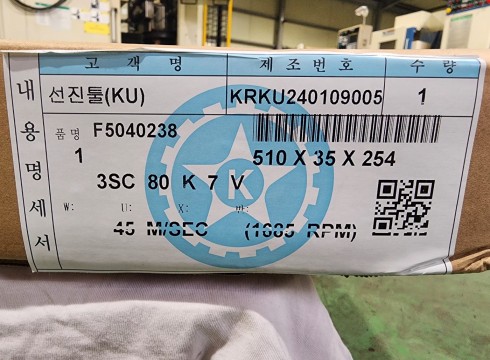 고 객 명 제 조 번 호 수 량
내용명세서
선진툴(KU) KRKU240109005 1
품 명 F5040238
1 510 X 35 X 254
3SC 80 K 7 V
K
W: U: X:
45 M/SEC (1605 RPM)